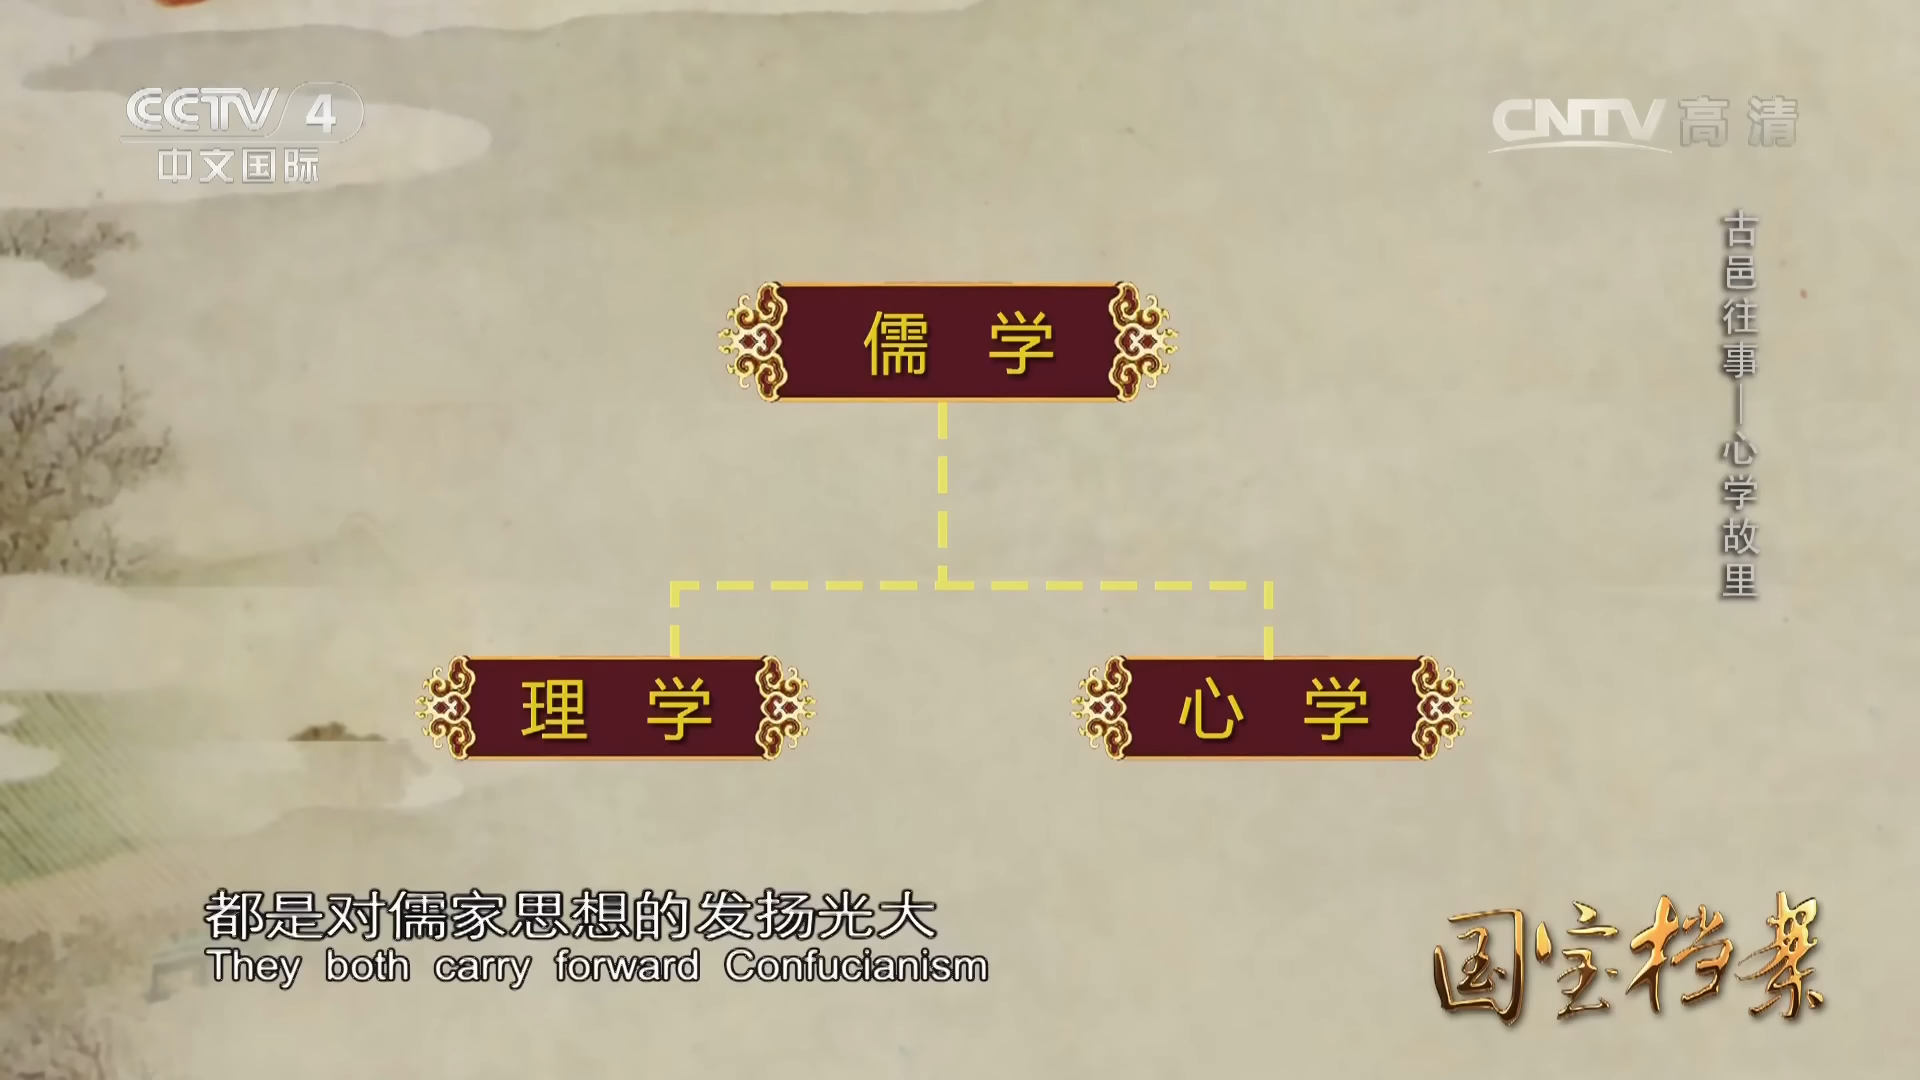 CCTV 4
中文国际
CNTV 高清
古邑往事—心学故里
儒学
理学
心学
都是对儒家思想的发扬光大
They both carry forward Confucianism
国宝档案